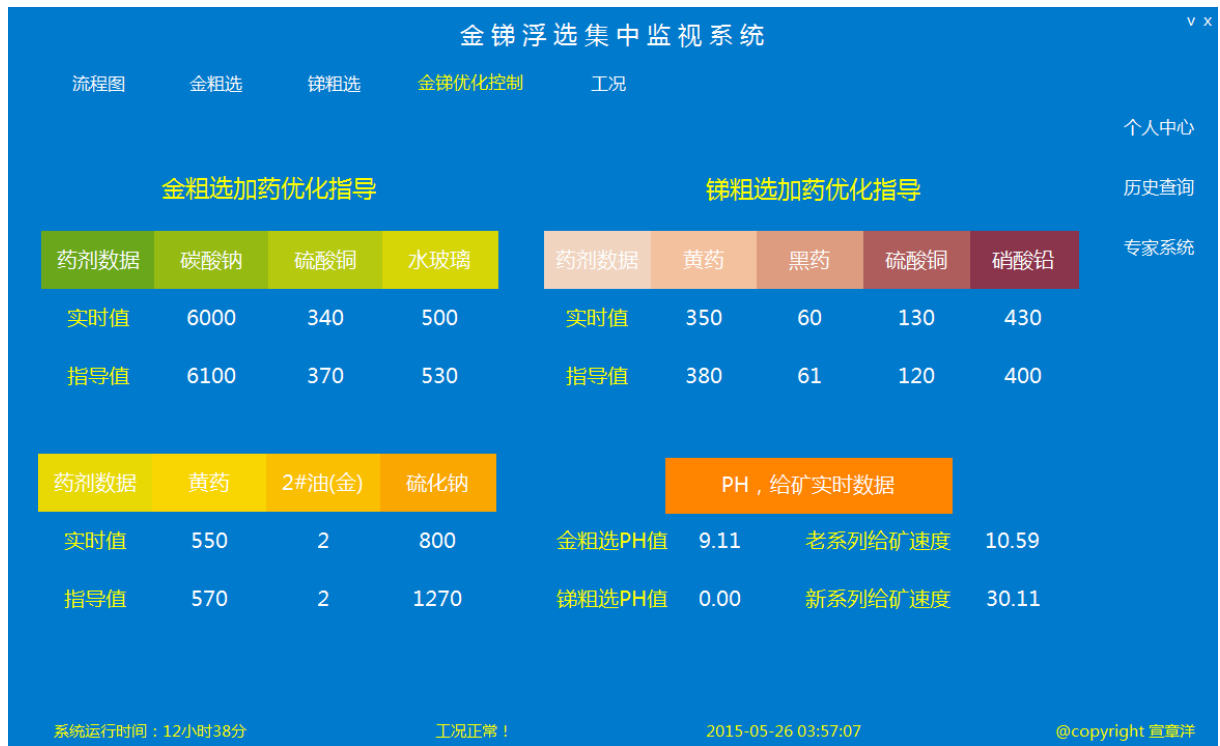 金锑浮选集中监视系统
v x
流程图 金粗选 锑粗选 金锑优化控制 工况
个人中心
历史查询
专家系统
金粗选加药优化指导
药剂数据 碳酸钠 硫酸铜 水玻璃
实时值 6000 340 500
指导值 6100 370 530
锑粗选加药优化指导
药剂数据 黄药 黑药 硫酸铜 硝酸铅
实时值 350 60 130 430
指导值 380 61 120 400
药剂数据 黄药 2#油(金) 硫化钠
实时值 550 2 800
指导值 570 2 1270
PH，给矿实时数据
金粗选PH值 9.11 老系列给矿速度 10.59
锑粗选PH值 0.00 新系列给矿速度 30.11
系统运行时间：12小时38分 工况正常！ 2015-05-26 03:57:07 @copyright 宣章洋